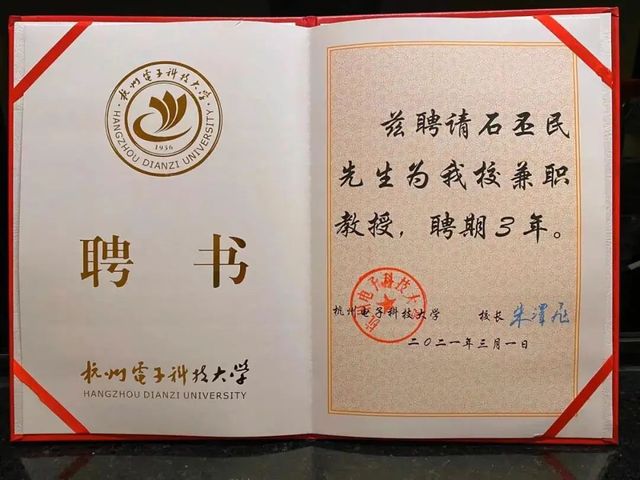 杭州电子科技大学
HANGZHOU DIANZI UNIVERSITY
1956
聘书
杭州电子科技大学
HANGZHOU DIANZI UNIVERSITY
兹聘请石丕民
先生为我校兼职
教授，聘期3年。
杭州电子科技大学
杭州电子科技大学 校长 朱泽飞
二〇二一年三月一日